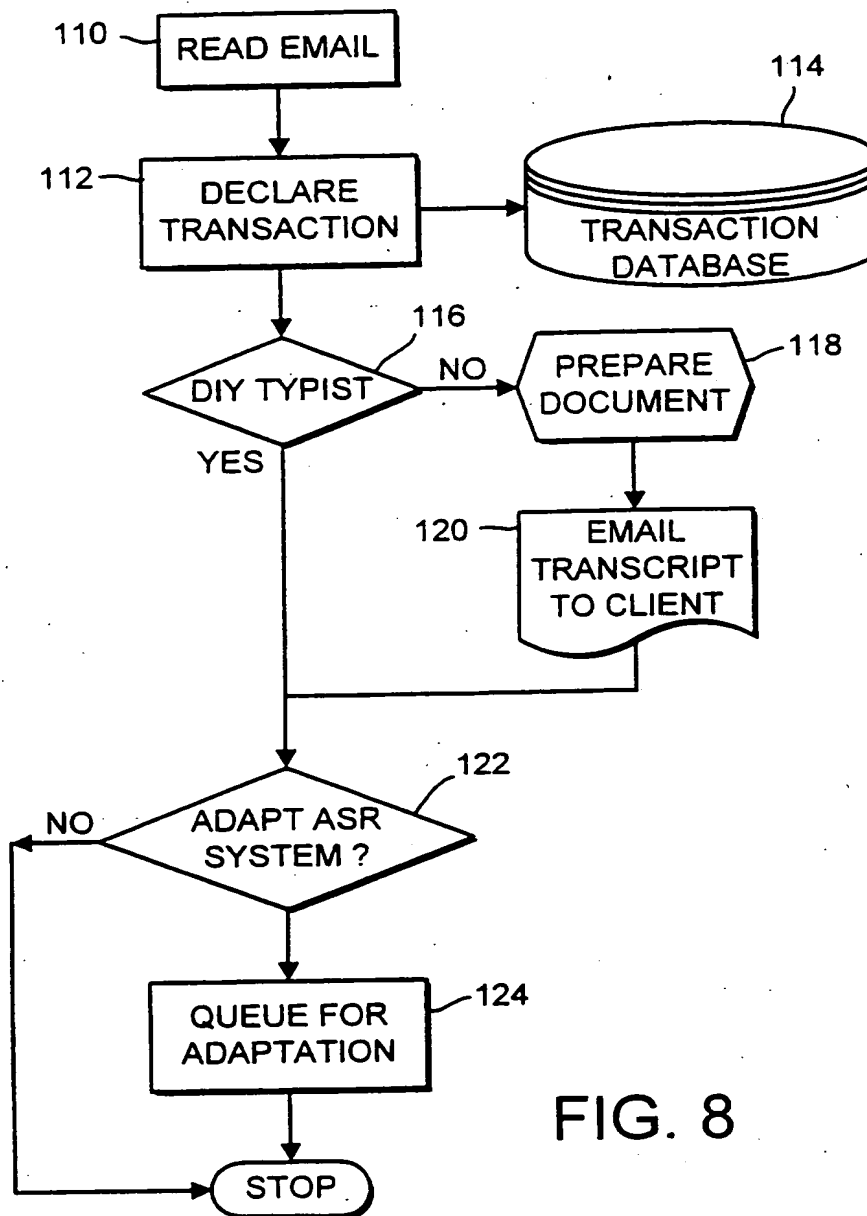 110
READ EMAIL
114
112
DECLARE
TRANSACTION
TRANSACTION
DATABASE
116
DIY TYPIST
NO
118
PREPARE
DOCUMENT
YES
120
EMAIL
TRANSCRIPT
TO CLIENT
122
NO
ADAPT ASR
SYSTEM ?
124
QUEUE FOR
ADAPTATION
STOP
FIG. 8